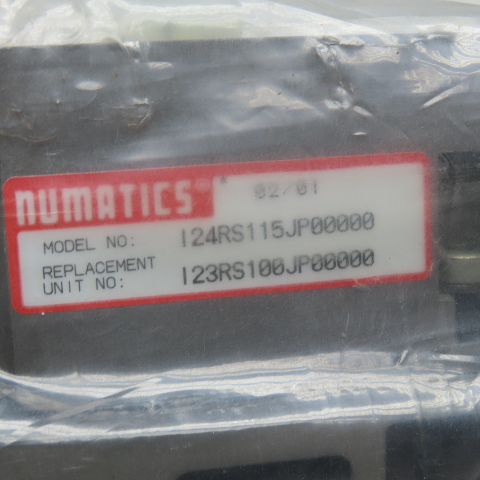 NUMATICS® 02/01
MODEL NO: I24RS115JP00000
REPLACEMENT
UNIT NO: I23RS100JP00000